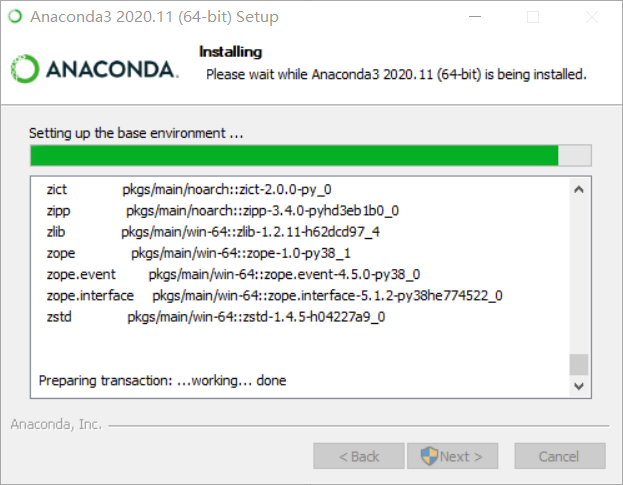 Anaconda3 2020.11 (64-bit) Setup
Installing
Please wait while Anaconda3 2020.11 (64-bit) is being installed.
ANACONDA.
Setting up the base environment ...
zict pkgs/main/noarch::zict-2.0.0-py_0
zipp pkgs/main/noarch::zipp-3.4.0-pyhd3eb1b0_0
zlib pkgs/main/win-64::zlib-1.2.11-h62dcd97_4
zope pkgs/main/win-64::zope-1.0-py38_1
zope.event pkgs/main/win-64::zope.event-4.5.0-py38_0
zope.interface pkgs/main/win-64::zope.interface-5.1.2-py38he774522_0
zstd pkgs/main/win-64::zstd-1.4.5-h04227a9_0
Preparing transaction: ...working... done
Anaconda, Inc.
< Back Next > Cancel